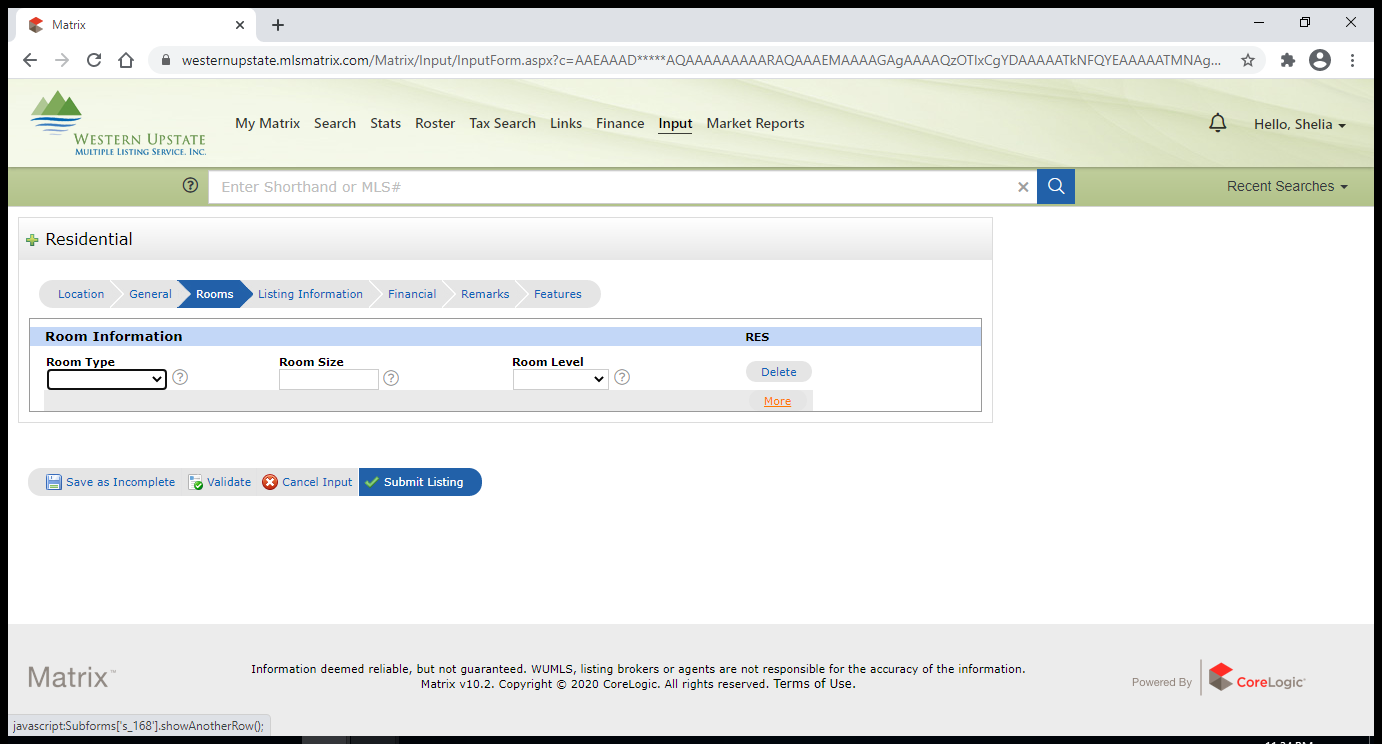 Matrix
westernupstate.mlsmatrix.com/Matrix/Input/InputForm.aspx?c=AAEAAAD*****AQAAAAAAAAARAQAAAEMAAAAGAgAAAAQzOTIxCgYDAAAAATkNFQYEAAAAATMNAg...
WESTERN UPSTATE
MULTIPLE LISTING SERVICE, INC.
My Matrix Search Stats Roster Tax Search Links Finance Input Market Reports
Hello, Shelia
Enter Shorthand or MLS#
Recent Searches
Residential
Location General Rooms Listing Information Financial Remarks Features
Room Information RES
Room Type Room Size Room Level
Delete
More
Save as Incomplete Validate Cancel Input Submit Listing
Matrix™
Information deemed reliable, but not guaranteed. WUMLS, listing brokers or agents are not responsible for the accuracy of the information.
Matrix v10.2. Copyright © 2020 CoreLogic. All rights reserved. Terms of Use.
Powered By CoreLogic
javascript:Subforms['s_168'].showAnotherRow();